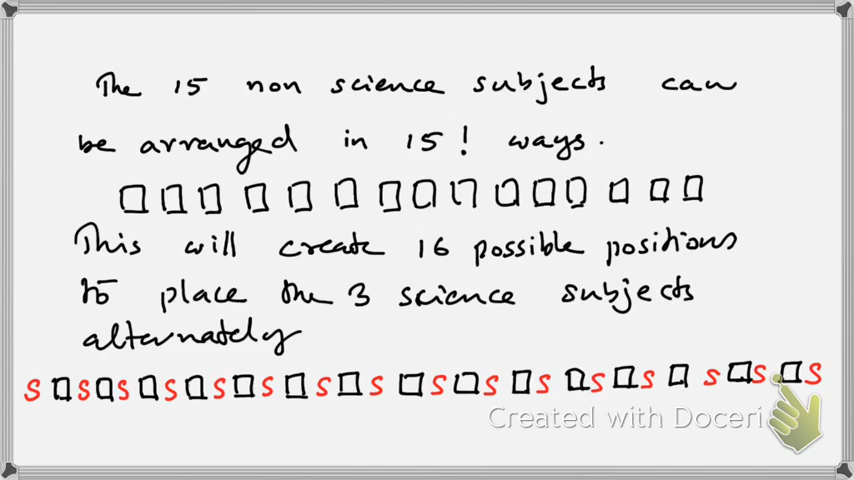 The 15 non science subjects can
be arranged in 15! ways.
This will create 16 possible positions
to place the 3 science subjects
alternately
S S S S S S S S S S S S S S S
Created with Doceri